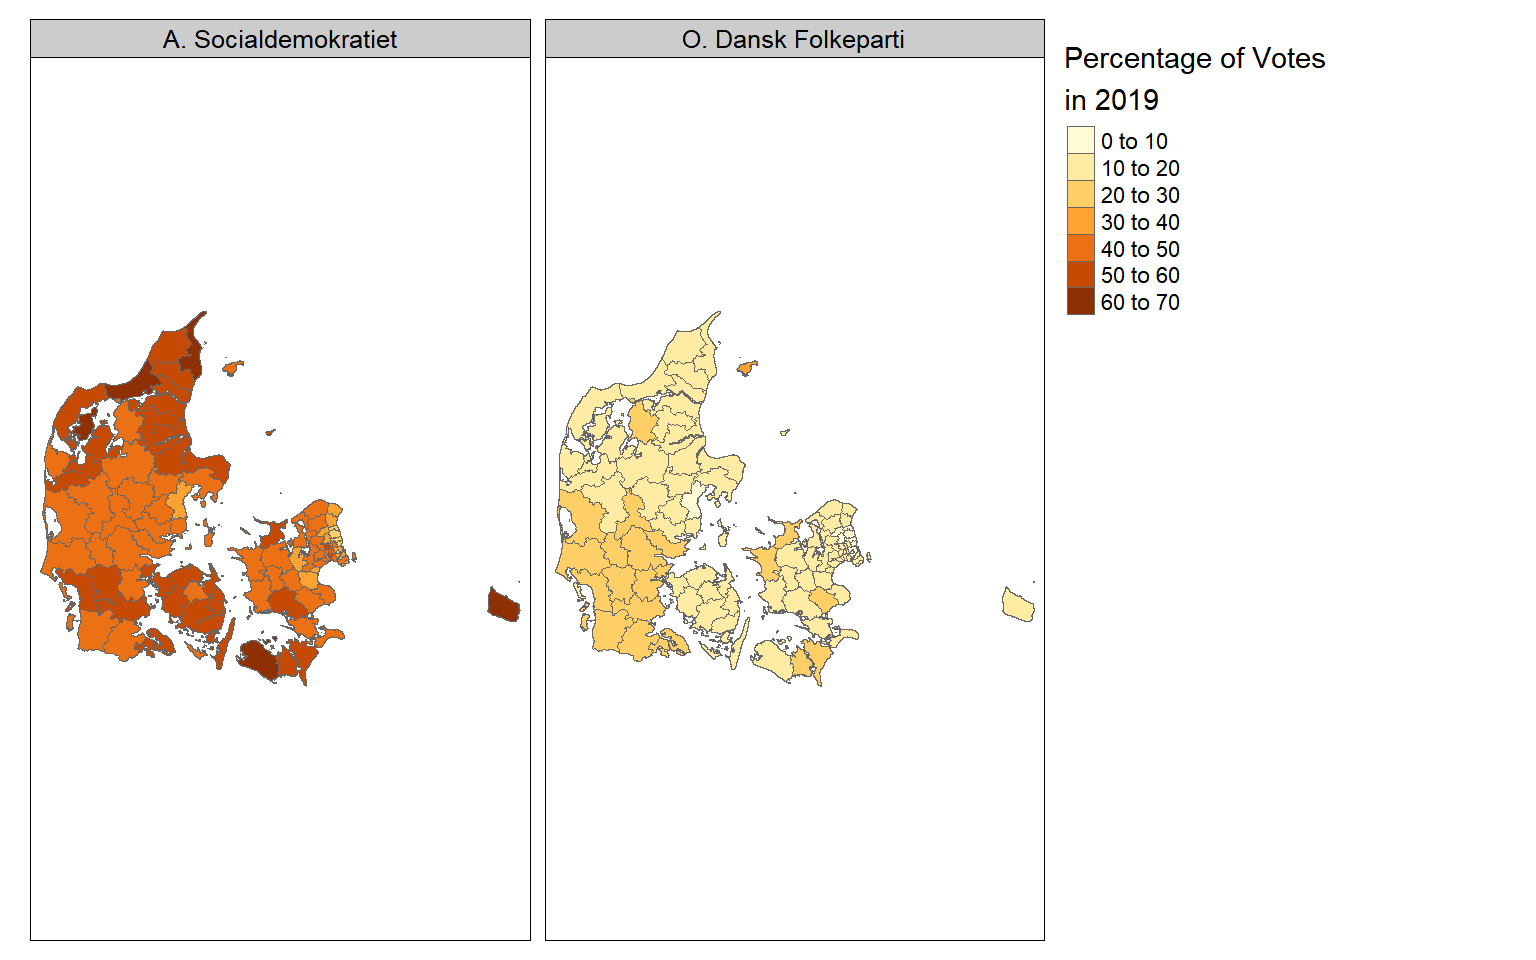 A. Socialdemokratiet
O. Dansk Folkeparti
Percentage of Votes
in 2019
0 to 10
10 to 20
20 to 30
30 to 40
40 to 50
50 to 60
60 to 70